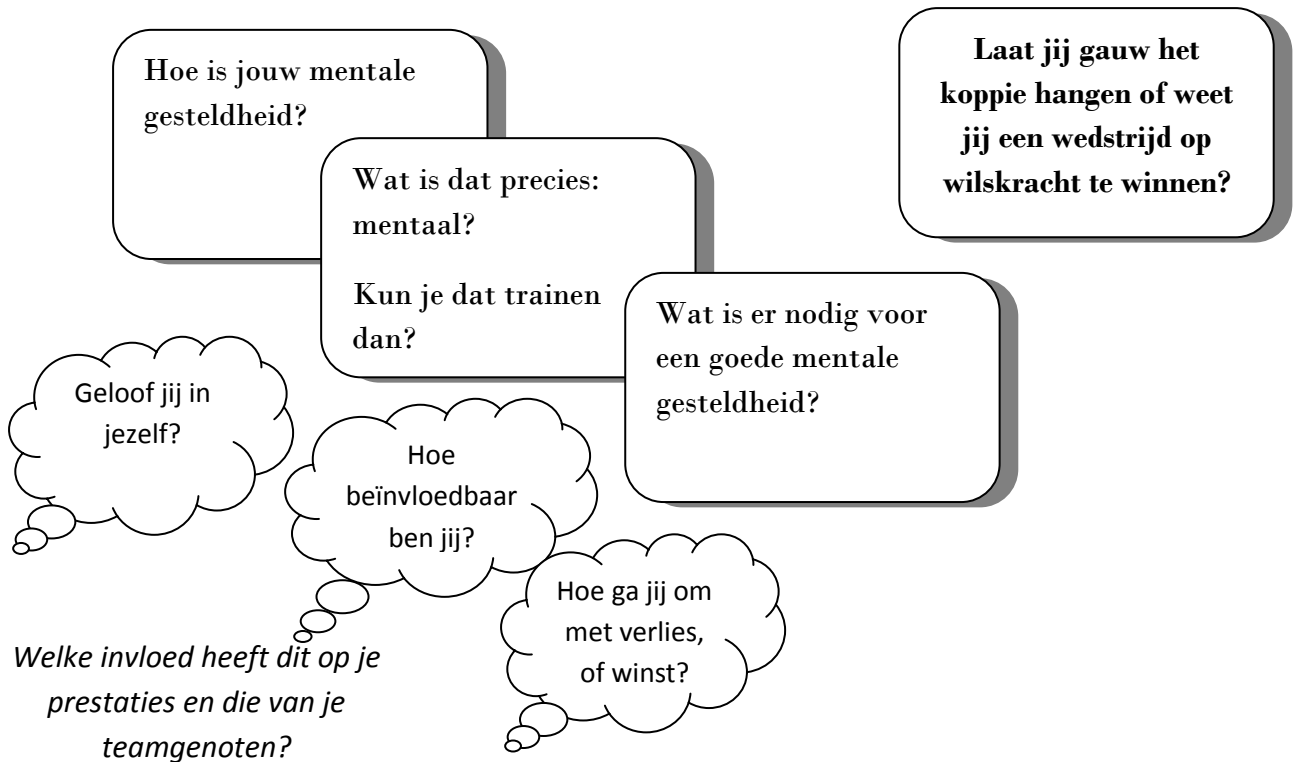 Hoe is jouw mentale
gesteldheid?
Laat jij gauw het
koppie hangen of weet
jij een wedstrijd op
wilskracht te winnen?
Wat is dat precies:
mentaal?
Kun je dat trainen
dan?
Wat is er nodig voor
een goede mentale
gesteldheid?
Geloof jij in
jezelf?
Hoe
beïnvloedbaar
ben jij?
Hoe ga jij om
met verlies,
of winst?
Welke invloed heeft dit op je
prestaties en die van je
teamgenoten?